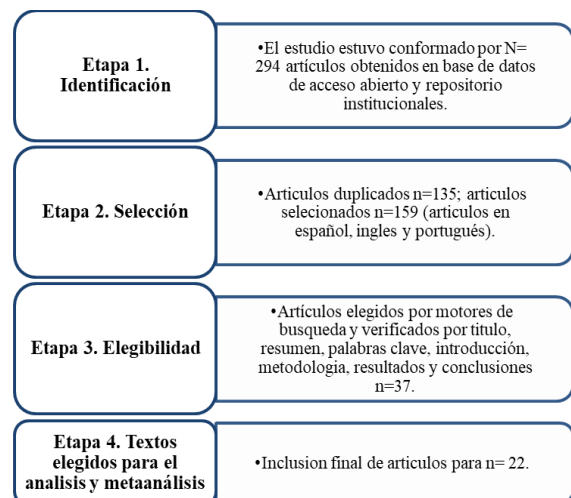 Etapa 1.
Identificación
•El estudio estuvo conformado por N=
294 artículos obtenidos en base de datos
de acceso abierto y repositorio
institucionales.
Etapa 2. Selección
•Articulos duplicados n=135; articulos
selecionados n=159 (articulos en
español, ingles y portugués).
Etapa 3. Elegibilidad
•Artículos elegidos por motores de
busqueda y verificados por titulo,
resumen, palabras clave, introducción,
metodologia, resultados y conclusiones
n=37.
Etapa 4. Textos
elegidos para el
analisis y metaanálisis
•Inclusion final de articulos para n= 22.